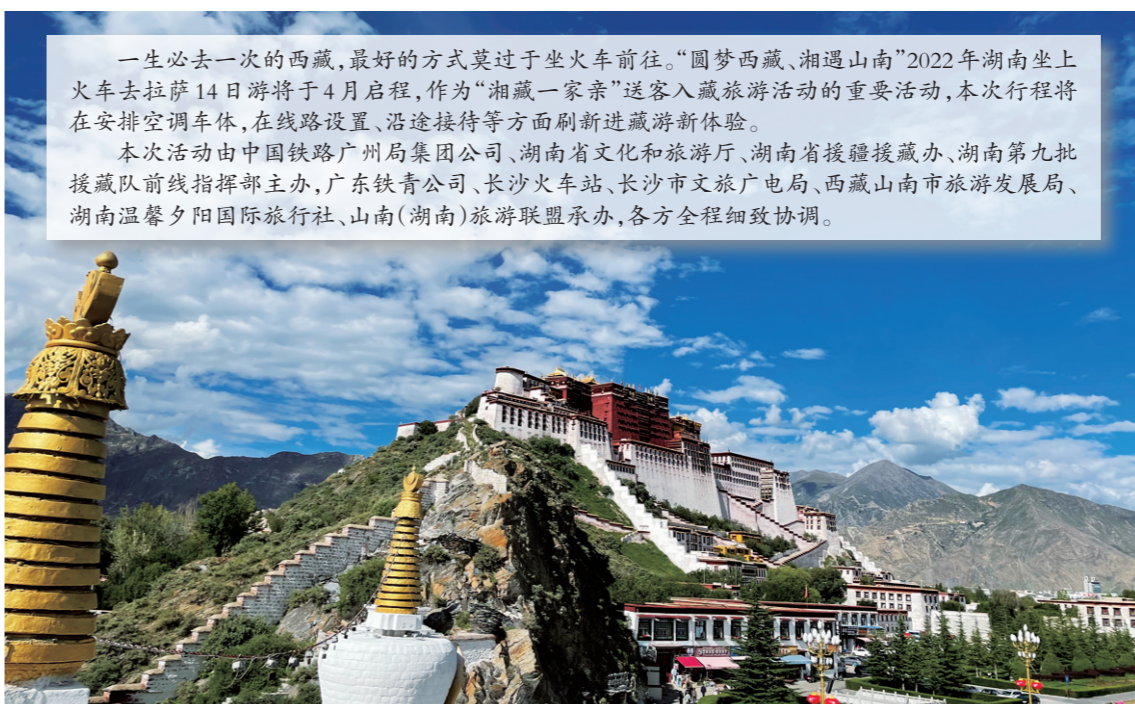 一生必去一次的西藏,最好的方式莫过于坐火车前往。“圆梦西藏、湘遇山南”2022年湖南坐上
火车去拉萨14日游将于4月启程,作为“湘藏一家亲”送客入藏旅游活动的重要活动,本次行程将
在安排空调车体,在线路设置、沿途接待等方面刷新进藏游新体验。
本次活动由中国铁路广州局集团公司、湖南省文化和旅游厅、湖南省援疆援藏办、湖南第九批
援藏队前线指挥部主办,广东铁青公司、长沙火车站、长沙市文旅广电局、西藏山南市旅游发展局、
湖南温馨夕阳国际旅行社、山南(湖南)旅游联盟承办,各方全程细致协调。